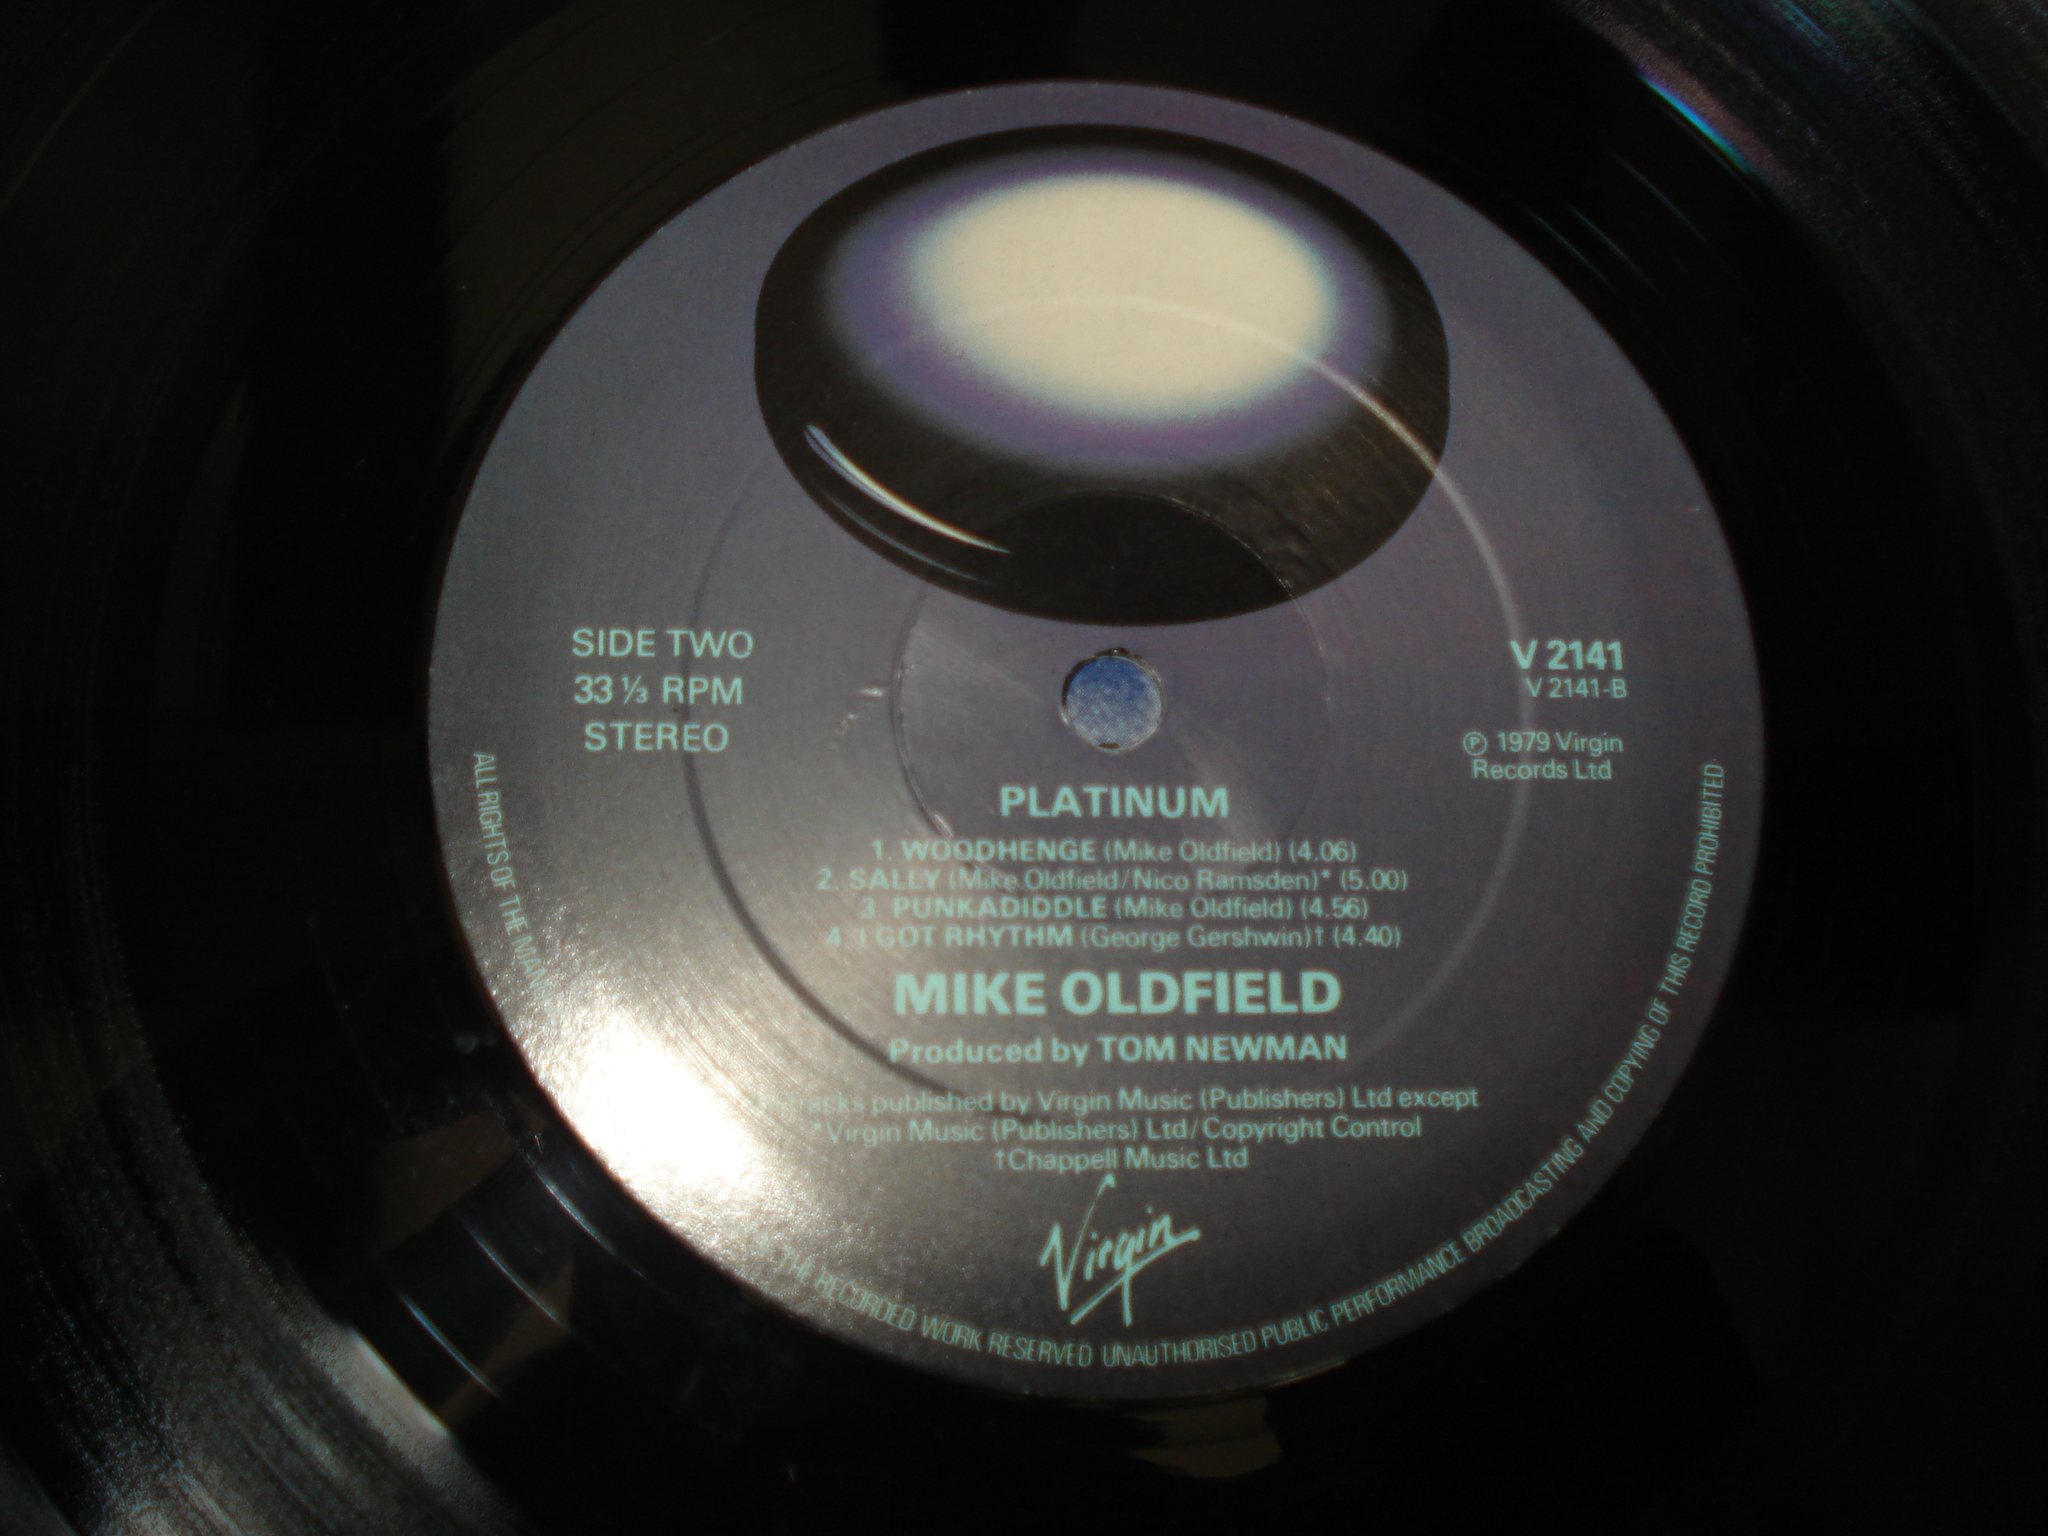 SIDE TWO
33 ⅓ RPM
STEREO
V 2141
V 2141-B
Ⓟ 1979 Virgin
Records Ltd
PLATINUM
1. WOODHENGE (Mike Oldfield) (4.06)
2. SALLY (Mike Oldfield/Nico Ramsden)* (5.00)
3. PUNKADIDDLE (Mike Oldfield) (4.56)
4. I GOT RHYTHM (George Gershwin)† (4.40)
MIKE OLDFIELD
Produced by TOM NEWMAN
tracks published by Virgin Music (Publishers) Ltd except
*Virgin Music (Publishers) Ltd/Copyright Control
†Chappell Music Ltd
Virgin
ALL RIGHTS OF THE THE RECORDED WORK RESERVED UNAUTHORISED PUBLIC PERFORMANCE BROADCASTING AND COPYING OF THIS RECORD PROHIBITED